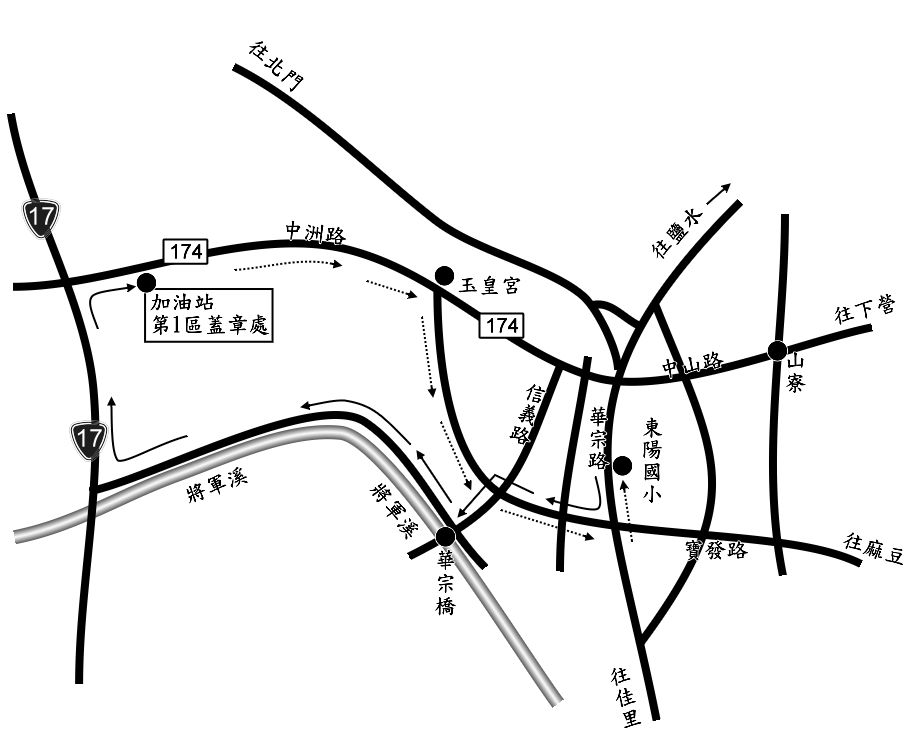 往北門
17
往鹽水
中洲路
174
玉皇宮
加油站
第1區蓋章處
174
往下營
中山路
山寮
信義路
華宗路
東陽國小
17
將軍溪
將軍溪
寶發路
往麻豆
華宗橋
往佳里